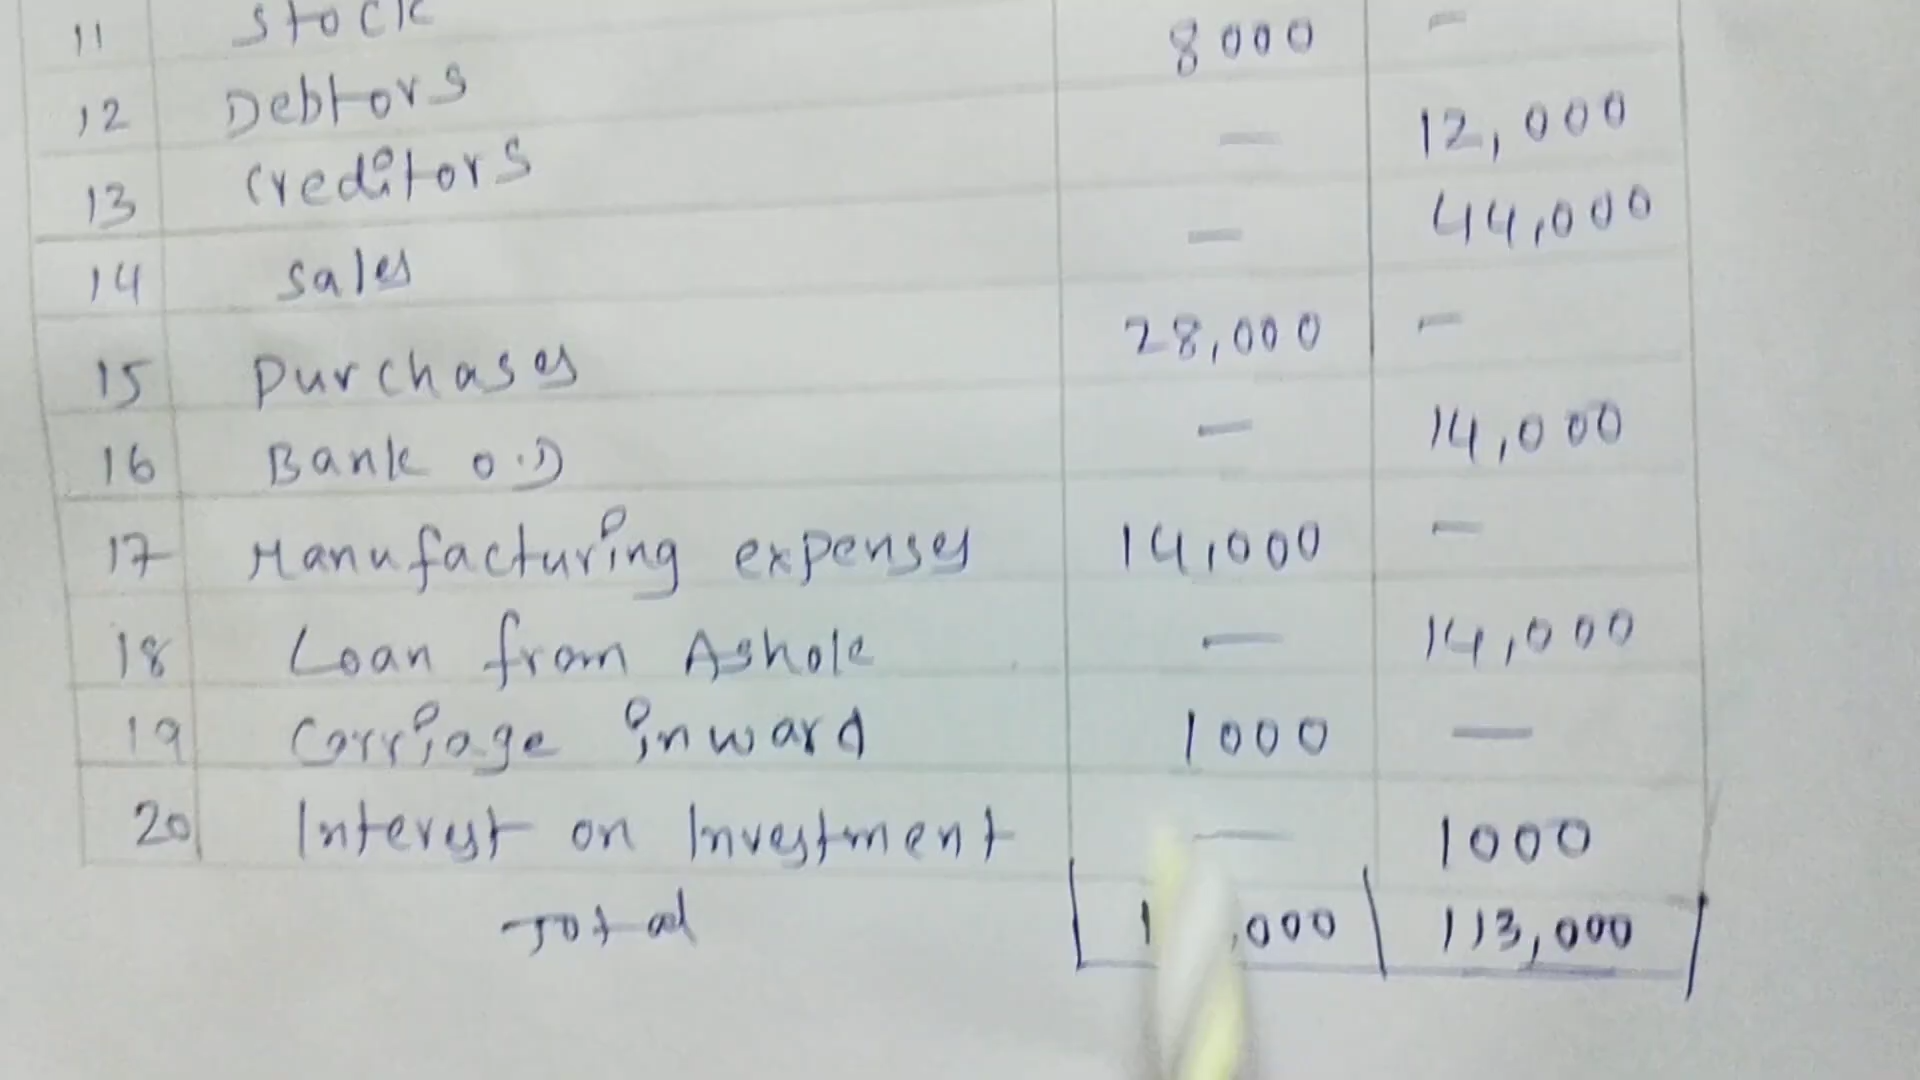 11 Stock 8000 -
12 Debtors - 12,000
13 Creditors - 44,000
14 Sales
15 Purchases 28,000 -
16 Bank O.D - 14,000
17 Manufacturing expenses 14,000 -
18 Loan from Ashok - 14,000
19 Carriage inward 1000 -
20 Interest on Investment - 1000
Total ,000 113,000